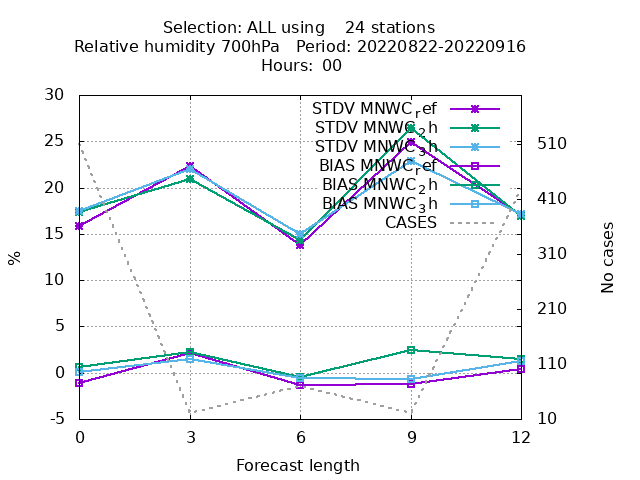 Selection: ALL using    24 stations
Relative humidity 700hPa   Period: 20220822-20220916
Hours: 00
STDV MNWC_ref
STDV MNWC_2h
STDV MNWC_3h
BIAS MNWC_ref
BIAS MNWC_2h
BIAS MNWC_3h
CASES
30
25
20
15
10
5
0
-5
%
510
410
310
210
110
10
No cases
0 3 6 9 12
Forecast length